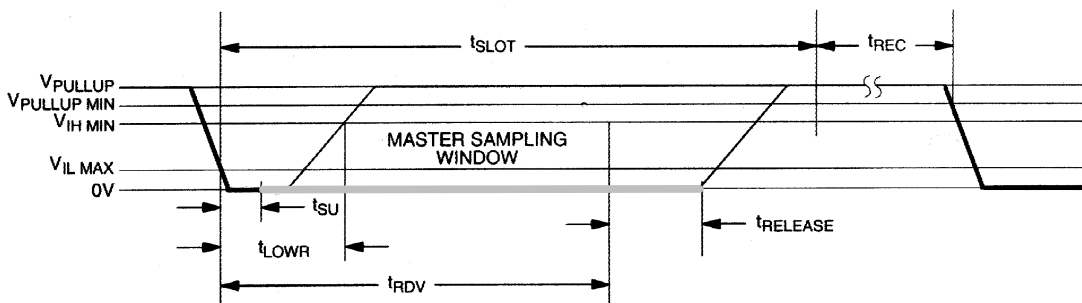 tSLOT
tREC
VPULLUP
VPULLUP MIN
VIH MIN
MASTER SAMPLING
WINDOW
VIL MAX
0V
tSU
tRELEASE
tLOWR
tRDV